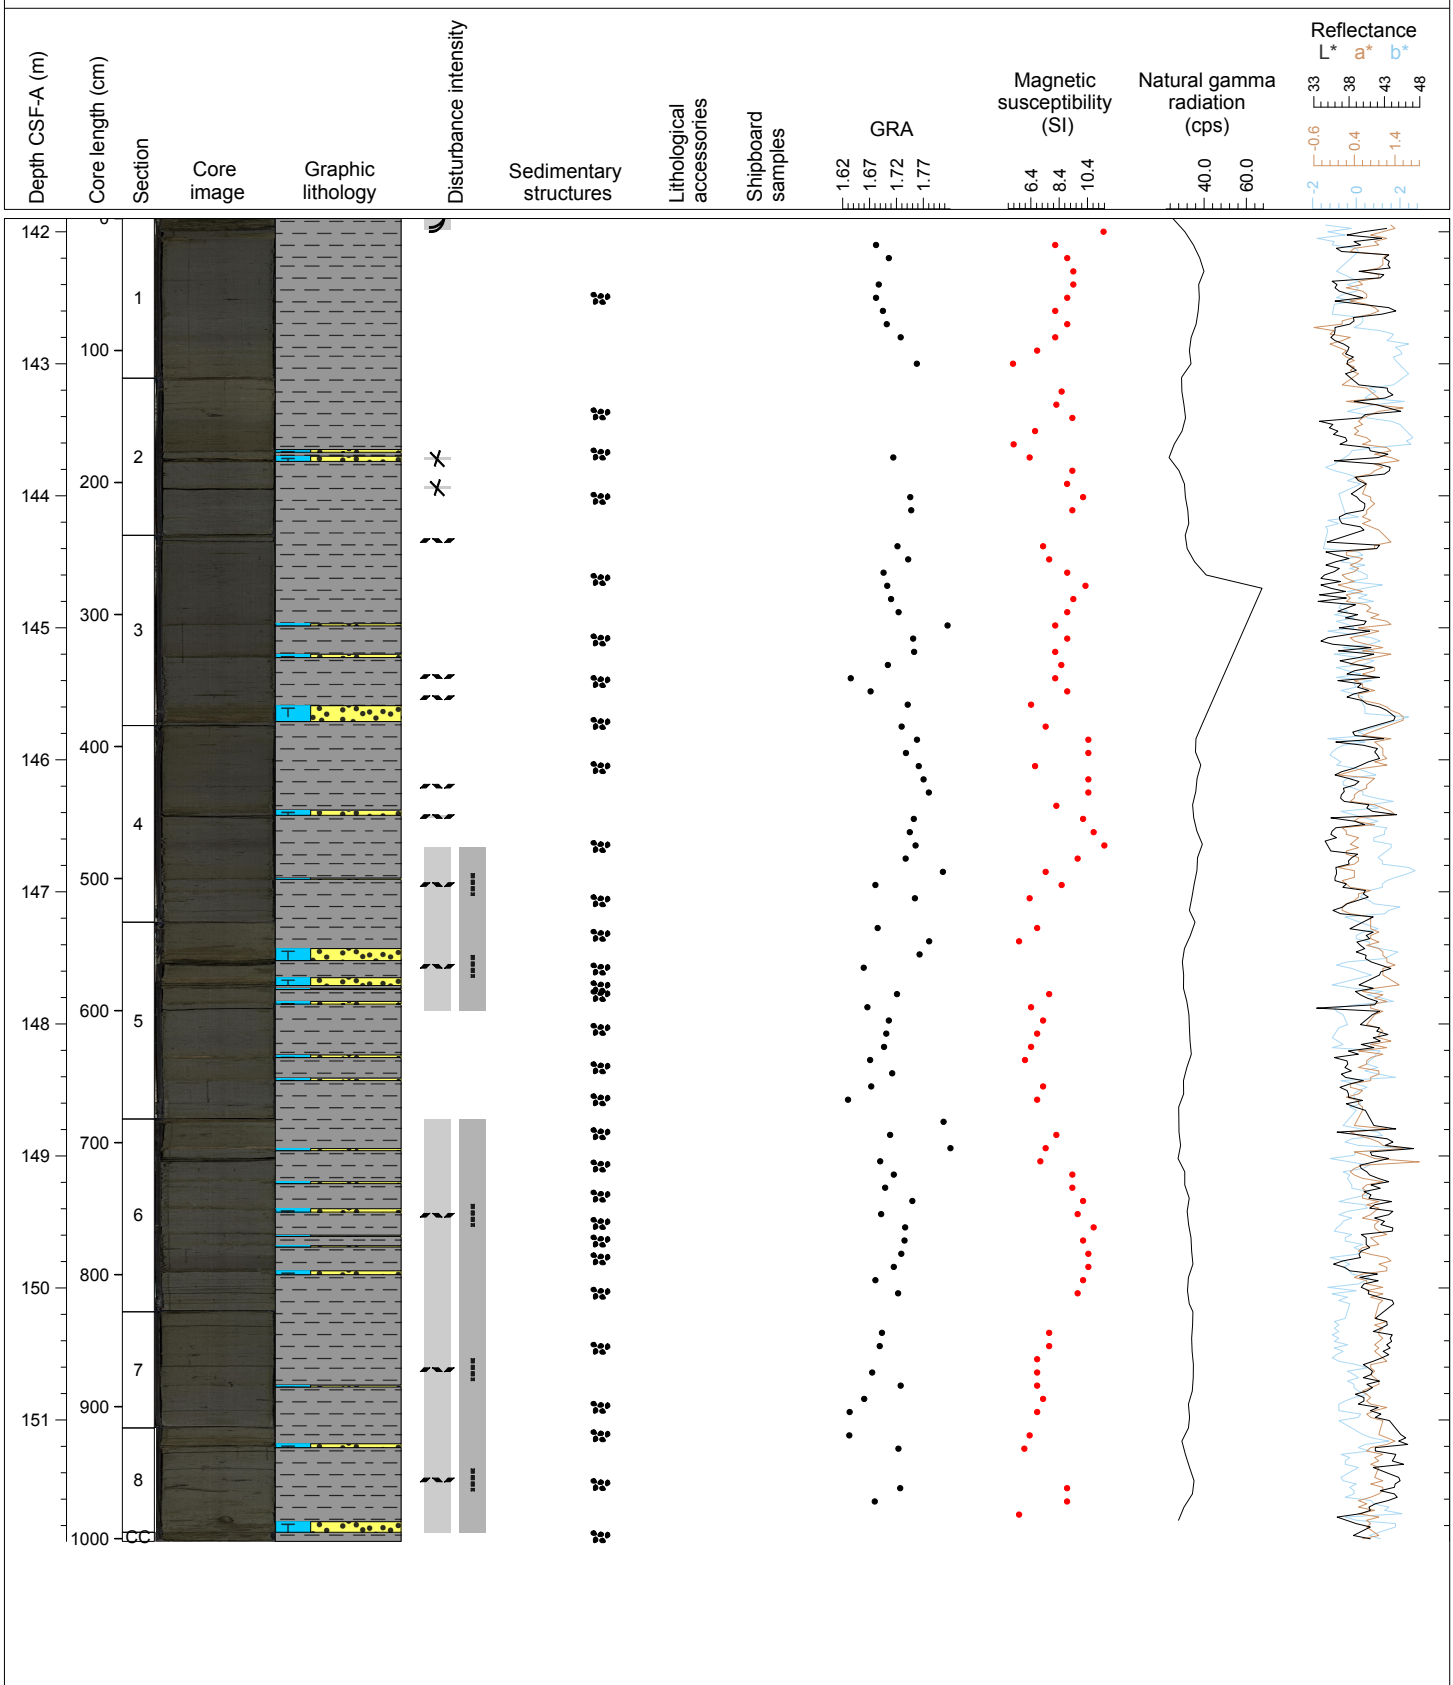 Depth CSF-A (m)
Core length (cm)
Section
Core
image
Graphic
lithology
Disturbance intensity
Sedimentary
structures
Lithological
accessories
Shipboard
samples
GRA
1.62
1.67
1.72
1.77
Magnetic
susceptibility
(SI)
6.4
8.4
10.4
Natural gamma
radiation
(cps)
40.0
60.0
Reflectance
L* a* b*
33
38
43
48
-0.6
0.4
1.4
-2
0
2
142
143
144
145
146
147
148
149
150
151
0
100
200
300
400
500
600
700
800
900
1000
1
2
3
4
5
6
7
8
CC